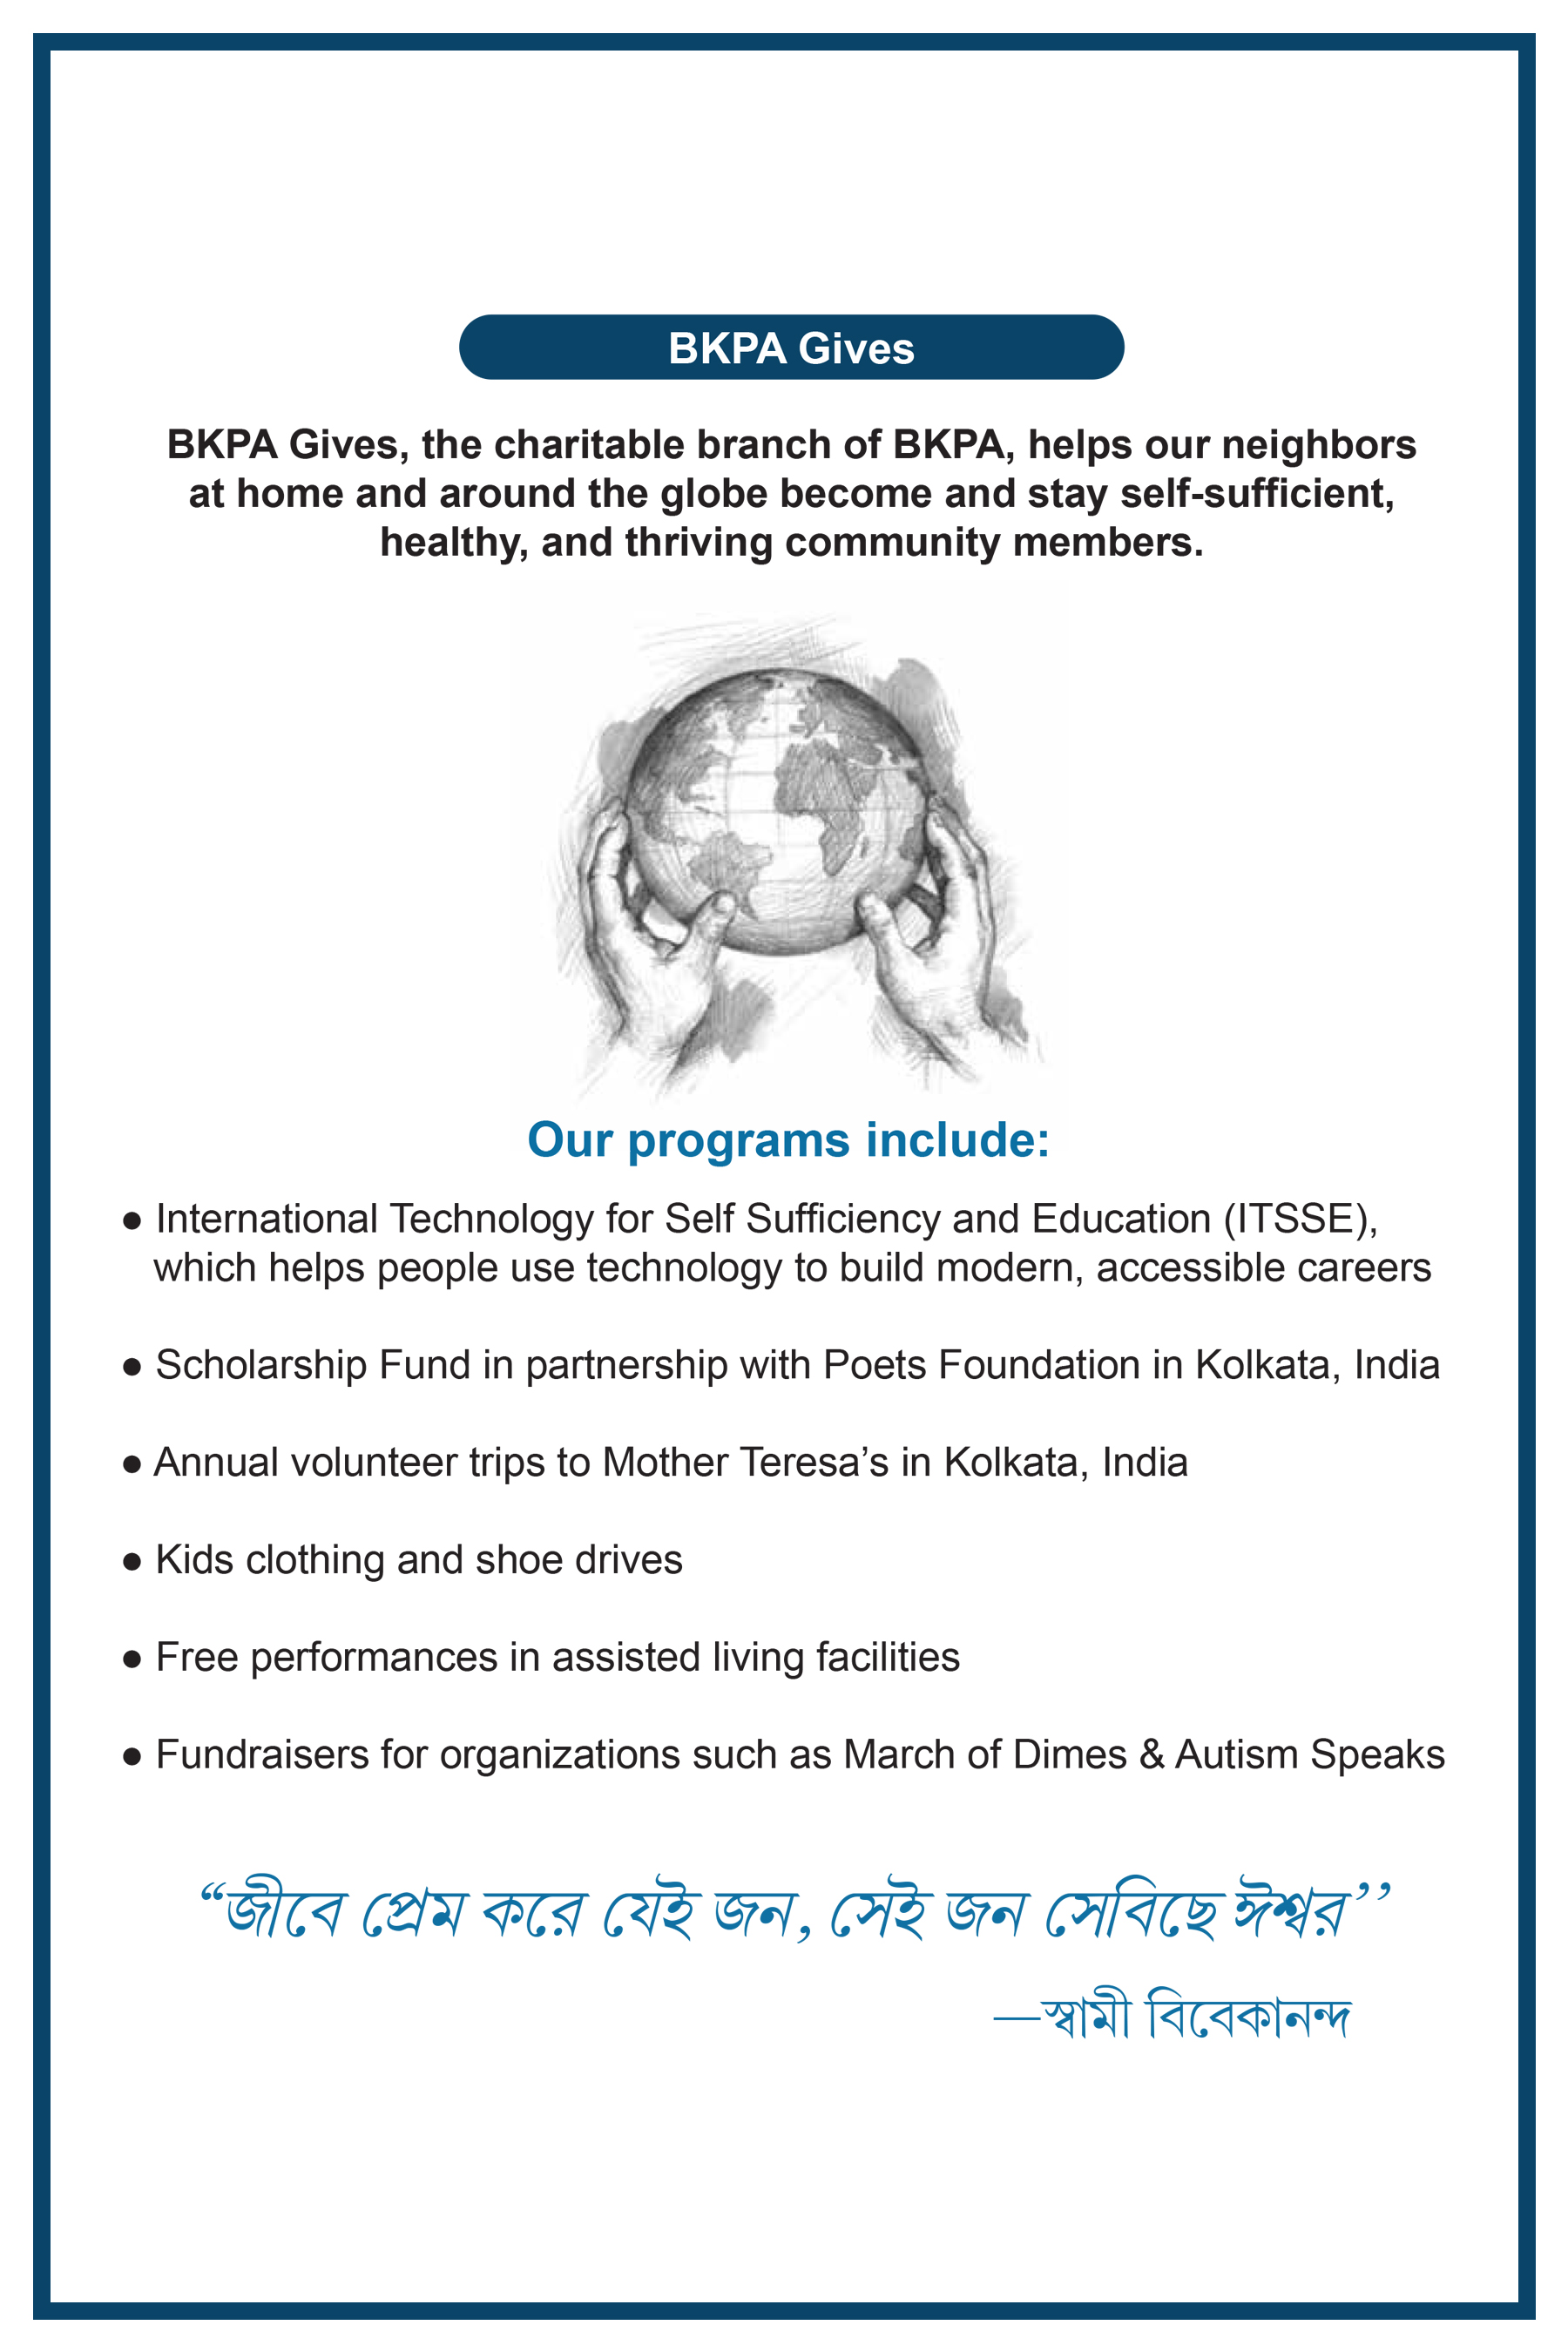 BKPA Gives
BKPA Gives, the charitable branch of BKPA, helps our neighbors
at home and around the globe become and stay self-sufficient,
healthy, and thriving community members.
Our programs include:
● International Technology for Self Sufficiency and Education (ITSSE),
which helps people use technology to build modern, accessible careers
● Scholarship Fund in partnership with Poets Foundation in Kolkata, India
● Annual volunteer trips to Mother Teresa’s in Kolkata, India
● Kids clothing and shoe drives
● Free performances in assisted living facilities
● Fundraisers for organizations such as March of Dimes & Autism Speaks
“জীবে প্রেম করে যেই জন, সেই জন সেবিছে ঈশ্বর’’
—স্বামী বিবেকানন্দ